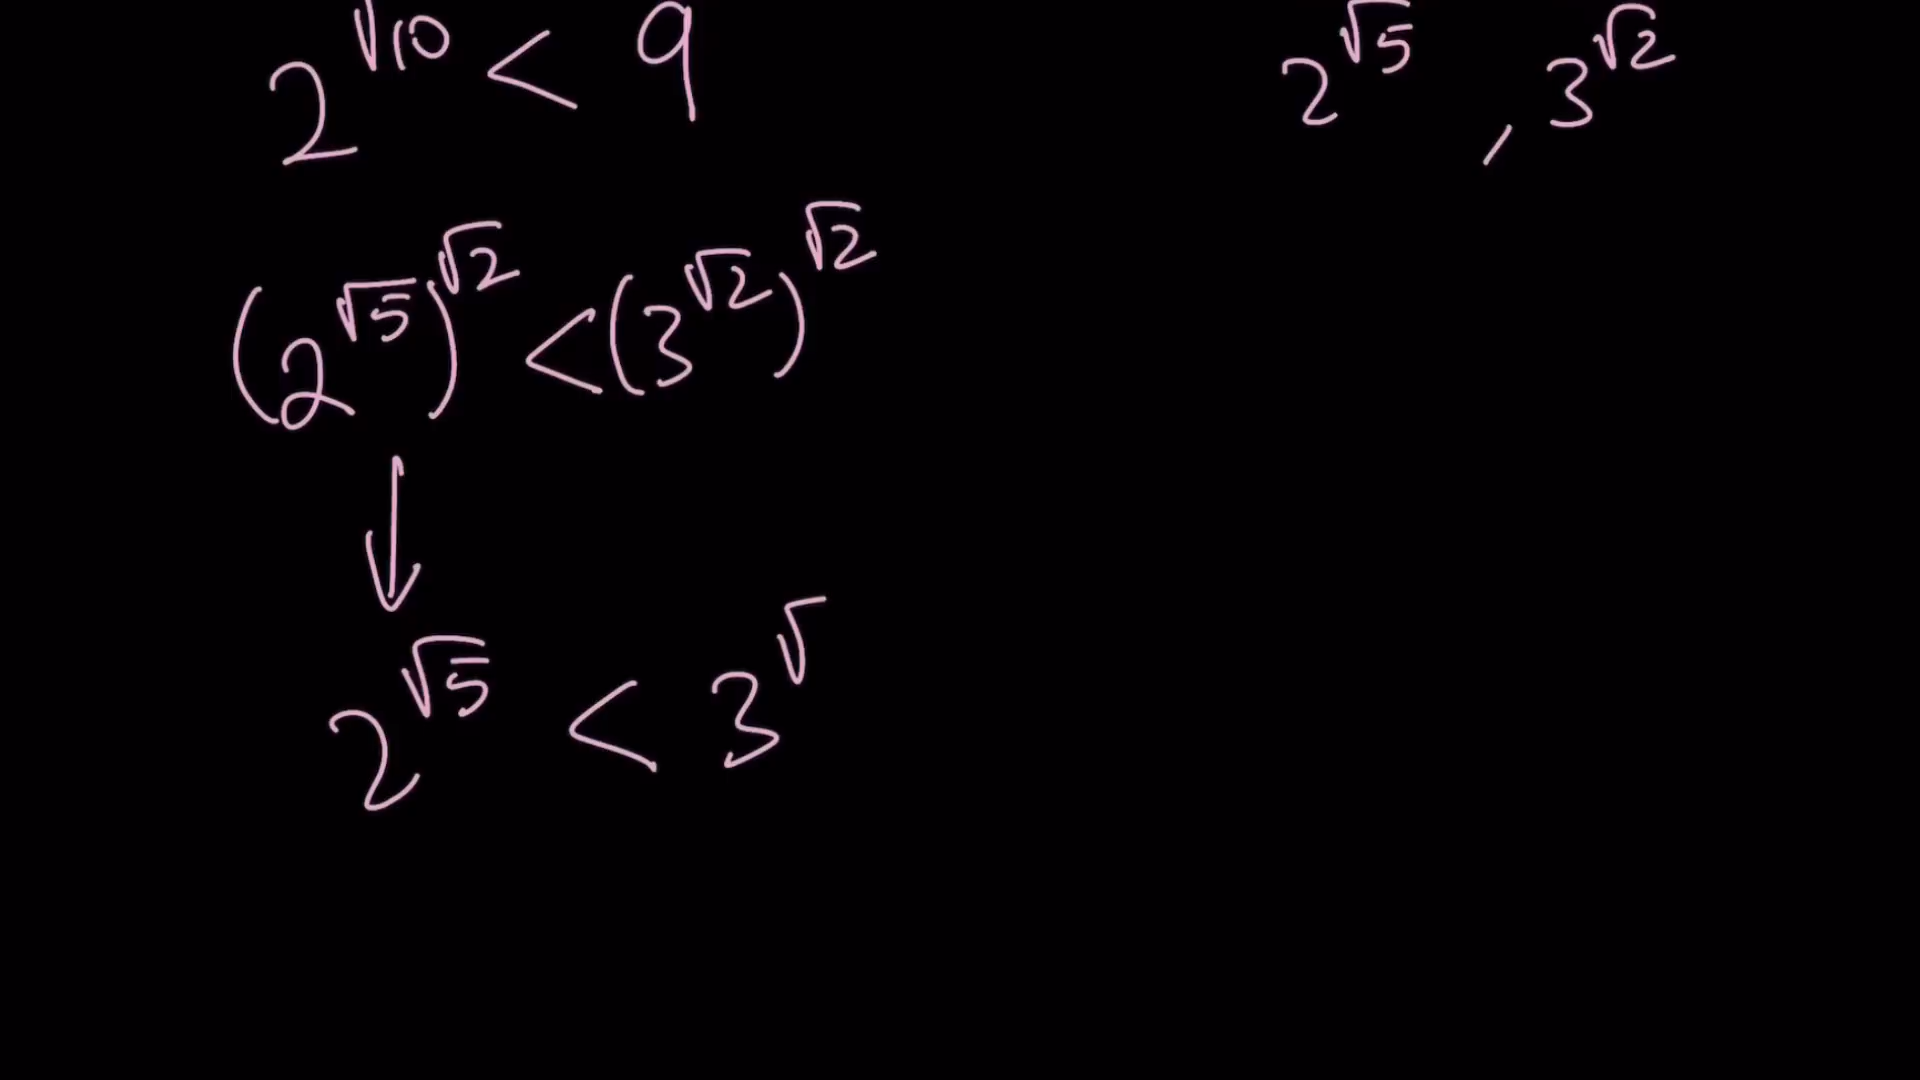 2^√10 < 9
2^√5 , 3^√2
(2^√5)^√2 < (3^√2)^√2
↓
2^√5 < 3^√